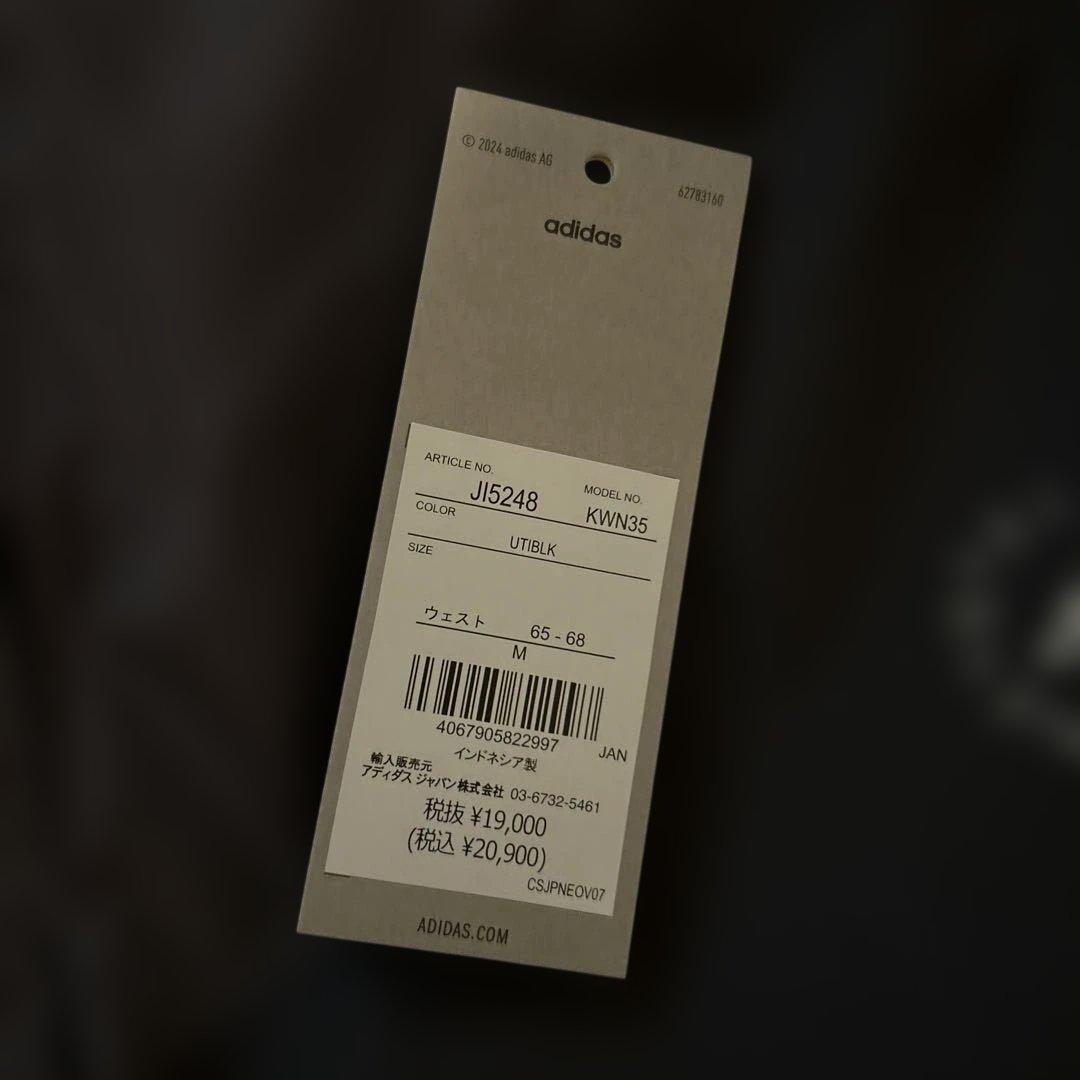 © 2024 adidas AG
62783160
adidas
ARTICLE NO.
JI5248
MODEL NO.
KWN35
COLOR
UTIBLK
SIZE
ウェスト 65 - 68
M
4067905822997
JAN
インドネシア製
輸入販売元
アディダス ジャパン株式会社 03-6732-5461
税抜 ¥19,000
(税込 ¥20,900)
CSJPNEOV07
ADIDAS.COM